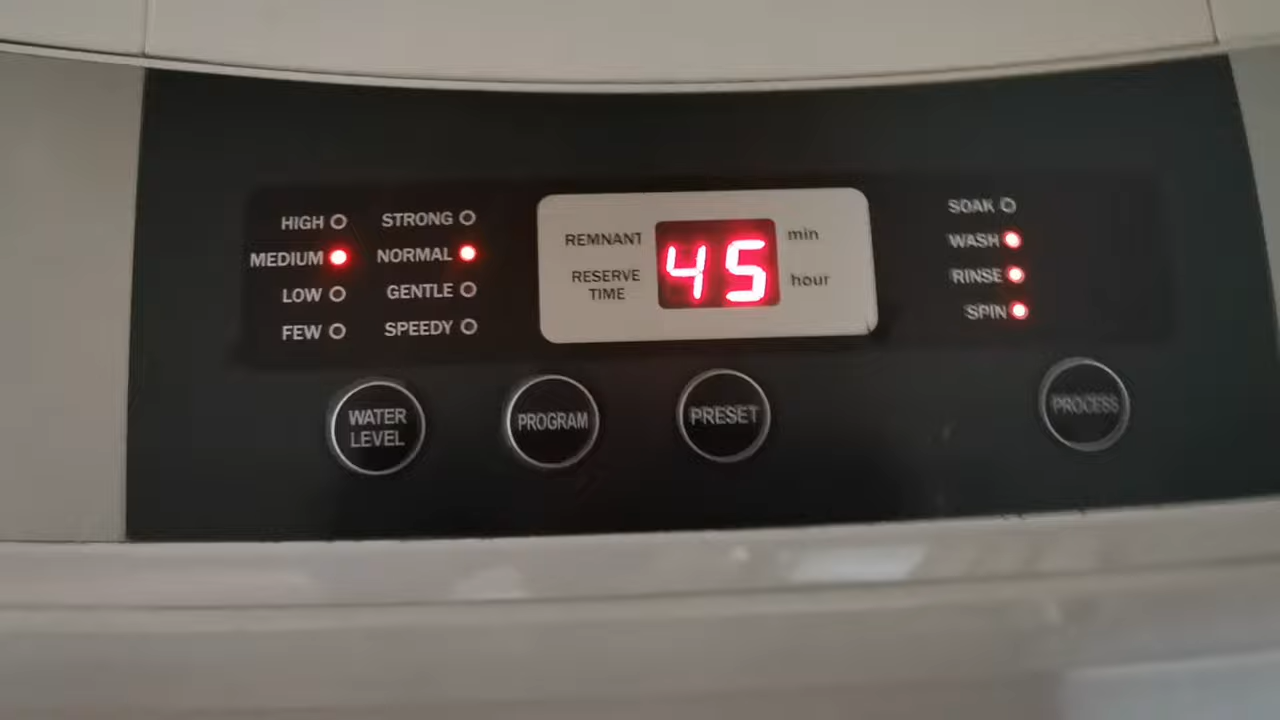 HIGH
MEDIUM
LOW
FEW
STRONG
NORMAL
GENTLE
SPEEDY
REMNANT
RESERVE
TIME
45
min
hour
SOAK
WASH
RINSE
SPIN
WATER
LEVEL
PROGRAM
PRESET
PROCESS